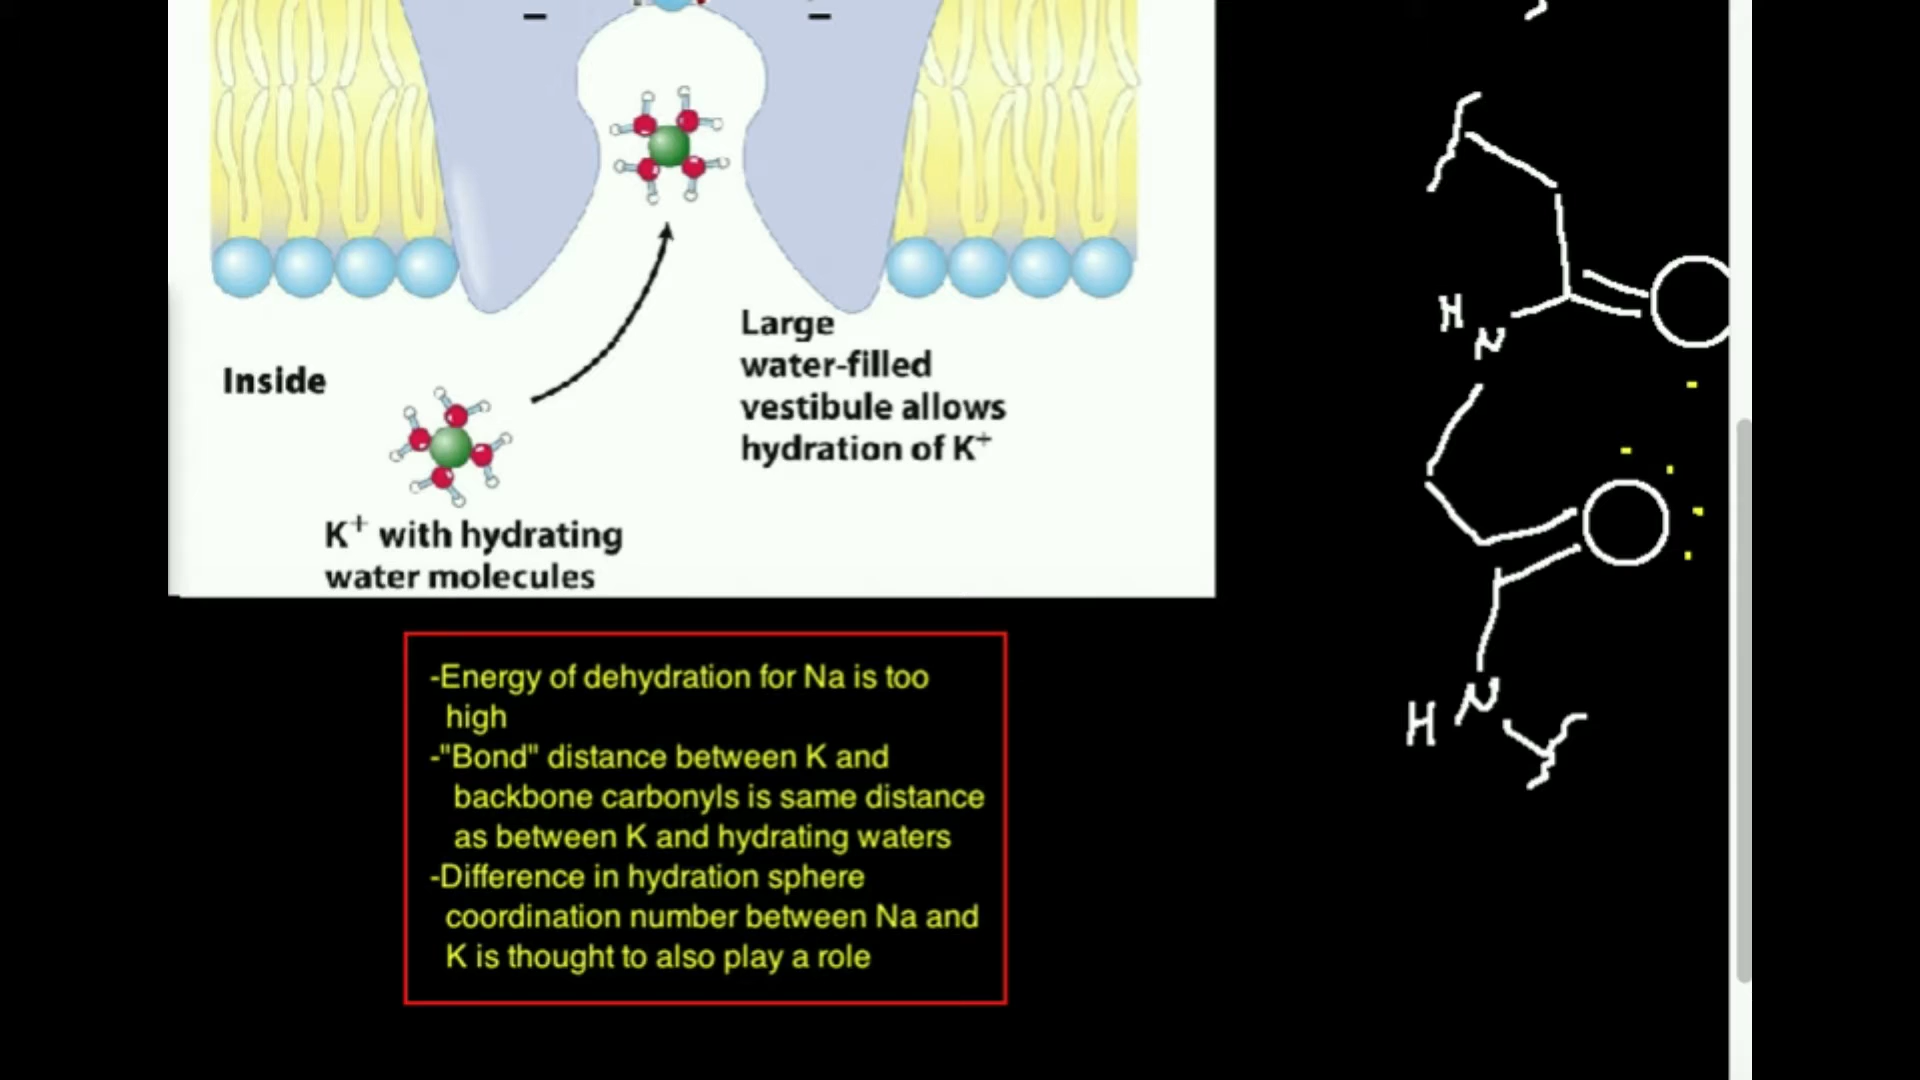 Inside
Large
water-filled
vestibule allows
hydration of K⁺
K⁺ with hydrating
water molecules
-Energy of dehydration for Na is too
high
-"Bond" distance between K and
backbone carbonyls is same distance
as between K and hydrating waters
-Difference in hydration sphere
coordination number between Na and
K is thought to also play a role
H
N
H N